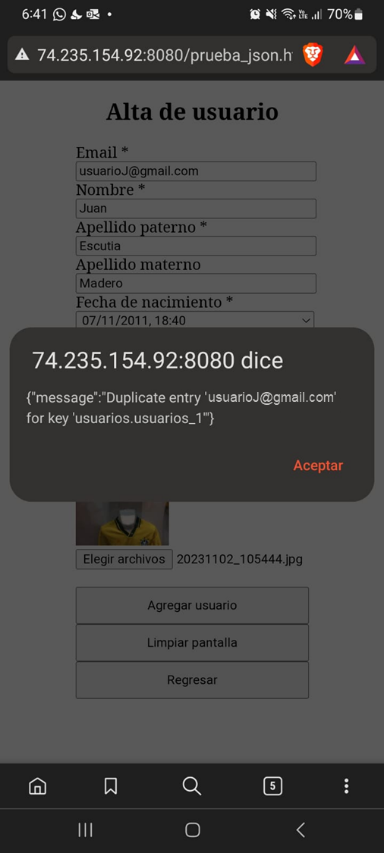 6:41
70%
74.235.154.92:8080/prueba_json.h
Alta de usuario
Email *
usuarioJ@gmail.com
Nombre *
Juan
Apellido paterno *
Escutia
Apellido materno
Madero
Fecha de nacimiento *
07/11/2011, 18:40
74.235.154.92:8080 dice
{"message":"Duplicate entry 'usuarioJ@gmail.com'
for key 'usuarios.usuarios_1'"}
Aceptar
Elegir archivos 20231102_105444.jpg
Agregar usuario
Limpiar pantalla
Regresar
5